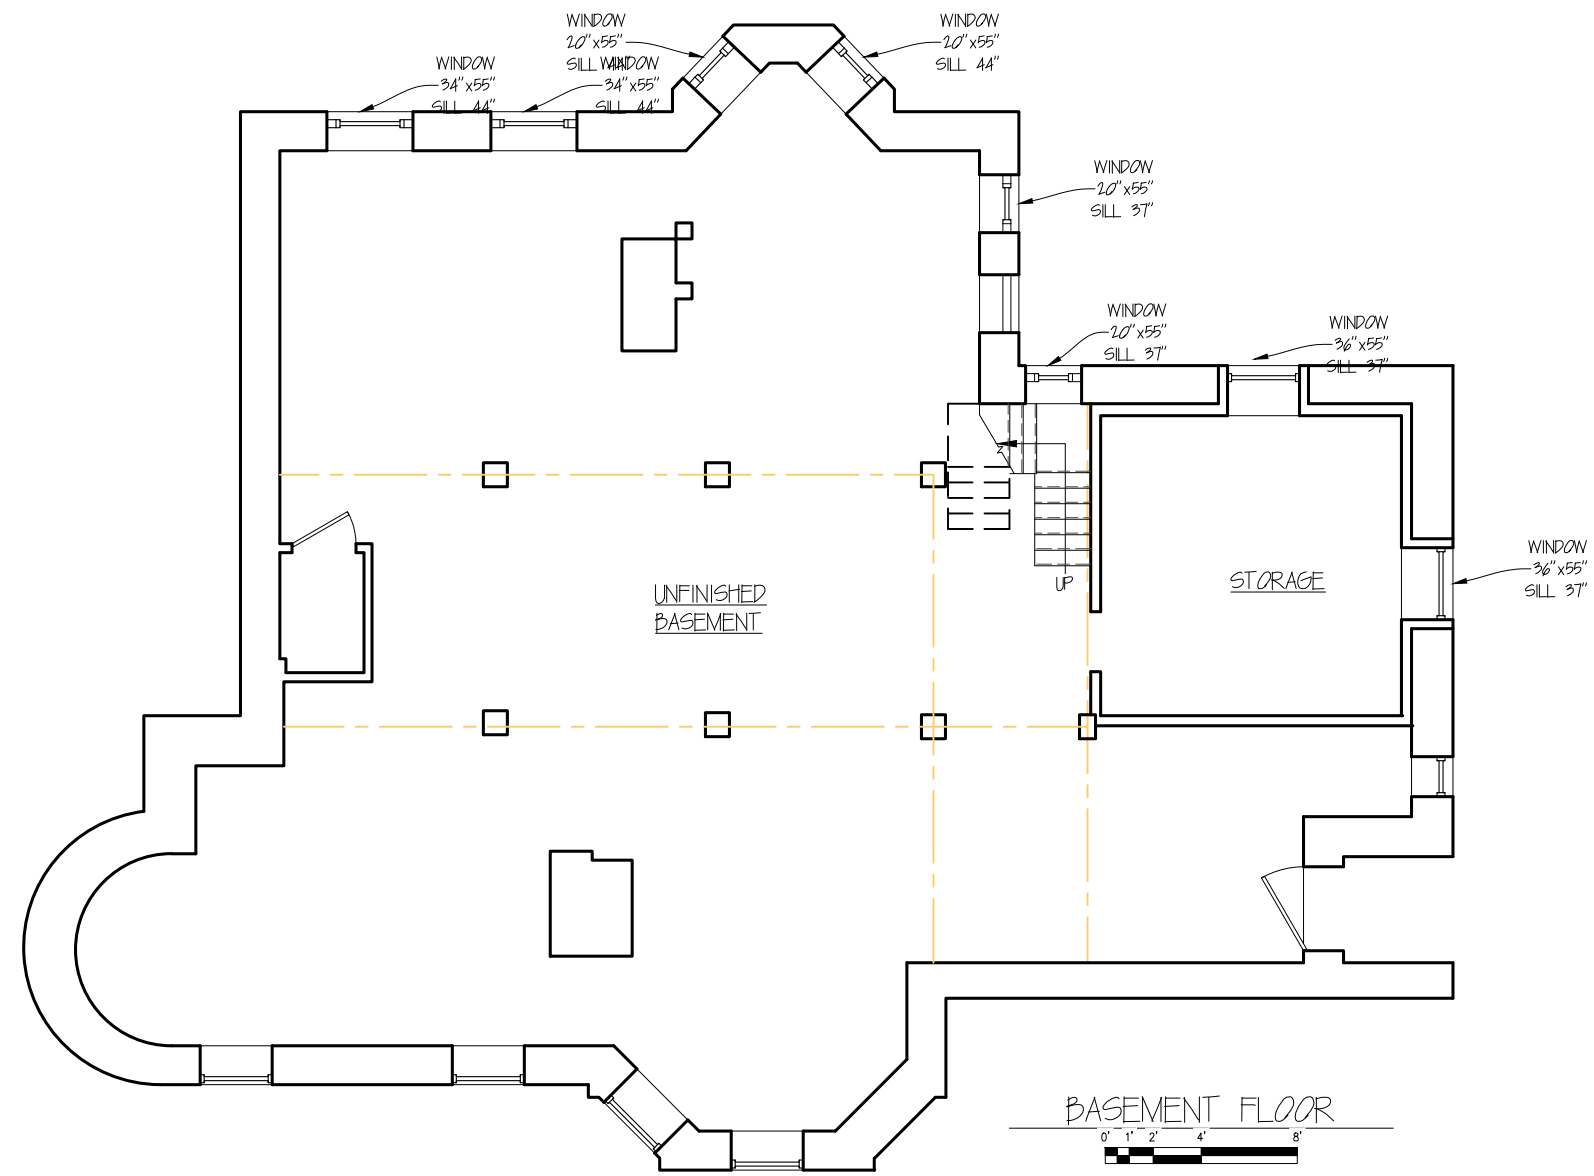 WINDOW
20"x55"
SILL 44"
WINDOW
20"x55"
SILL 44"
WINDOW
34"x55"
SILL 44"
WINDOW
34"x55"
SILL 44"
WINDOW
20"x55"
SILL 37"
WINDOW
20"x55"
SILL 37"
WINDOW
36"x55"
SILL 37"
WINDOW
36"x55"
SILL 37"
UP
STORAGE
UNFINISHED
BASEMENT
BASEMENT FLOOR
0' 1' 2' 4' 8'